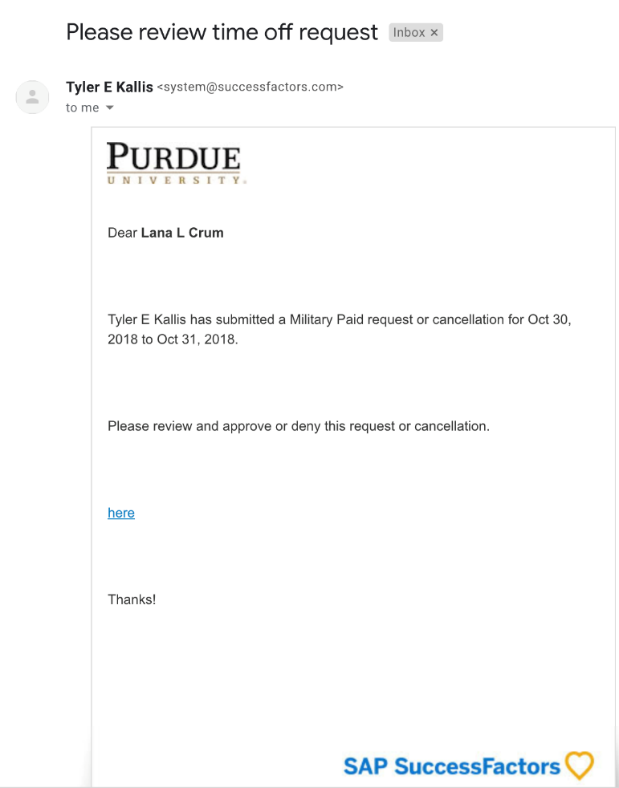 Please review time off request Inbox ×
Tyler E Kallis <system@successfactors.com>
to me
PURDUE
UNIVERSITY®
Dear Lana L Crum
Tyler E Kallis has submitted a Military Paid request or cancellation for Oct 30,
2018 to Oct 31, 2018.
Please review and approve or deny this request or cancellation.
here
Thanks!
SAP SuccessFactors